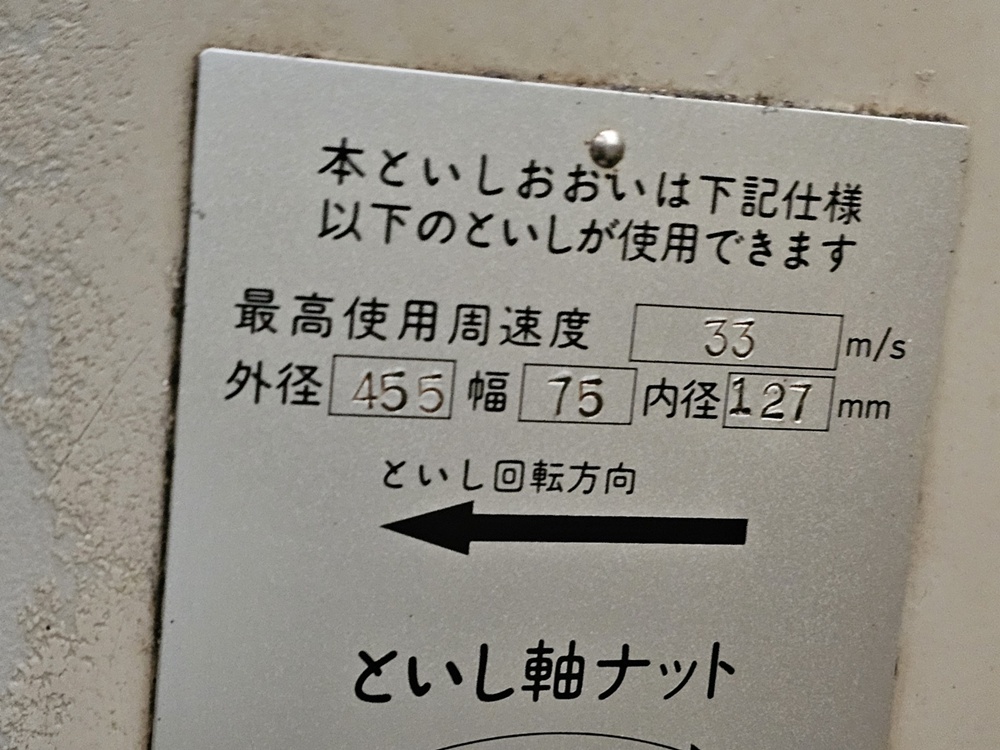 本といしおおいは下記仕様
以下のといしが使用できます
最高使用周速度 33 m/s
外径 455 幅 75 内径 127 mm
といし回転方向
といし軸ナット